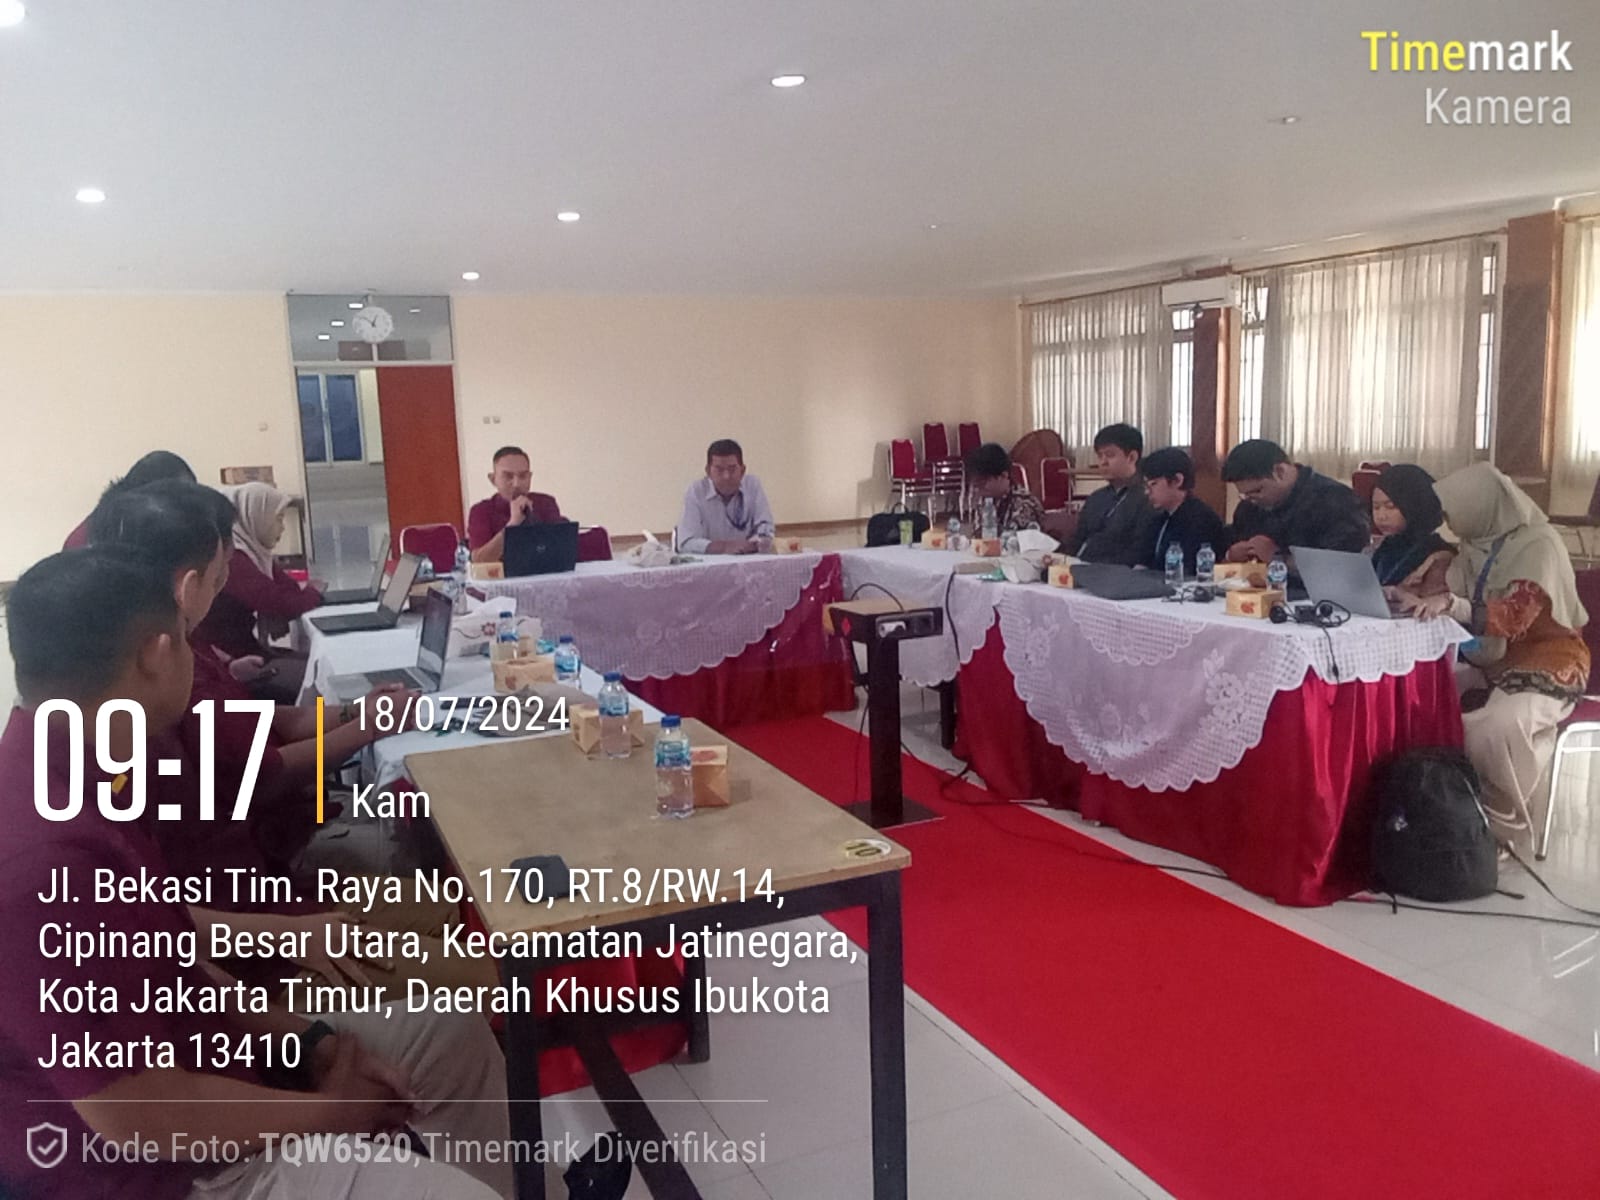 Timemark
Kamera
09:17
18/07/2024
Kam
Jl. Bekasi Tim. Raya No.170, RT.8/RW.14,
Cipinang Besar Utara, Kecamatan Jatinegara,
Kota Jakarta Timur, Daerah Khusus Ibukota
Jakarta 13410
Kode Foto: TQW6520,Timemark Diverifikasi